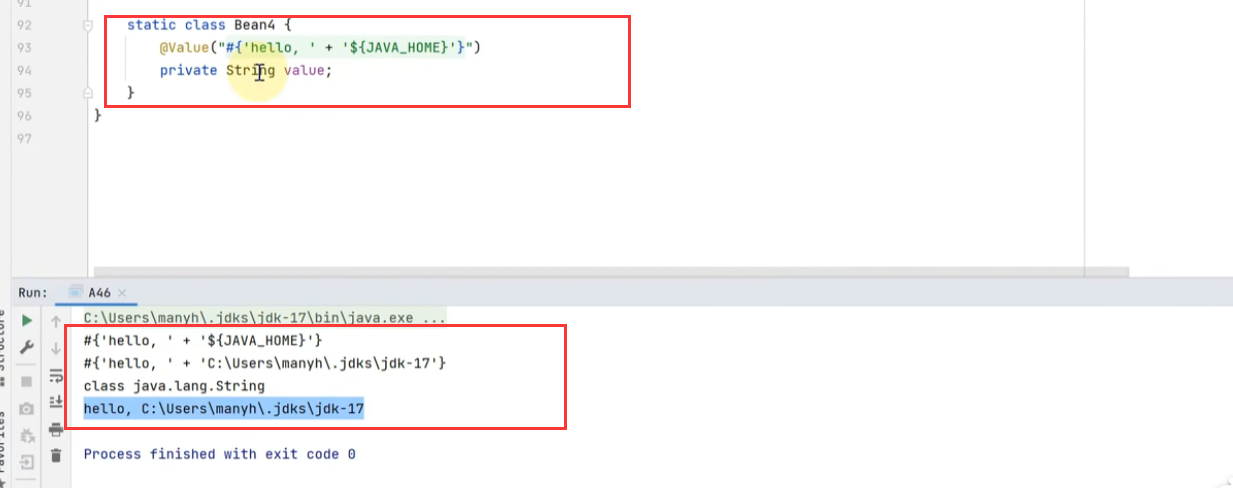 91
92 static class Bean4 {
93 @Value("#{'hello, ' + '${JAVA_HOME}'}")
94 private String value;
95 }
96 }
97
Run: A46
C:\Users\manyh\.jdks\jdk-17\bin\java.exe ...
#{'hello, ' + '${JAVA_HOME}'}
#{'hello, ' + 'C:\Users\manyh\.jdks\jdk-17'}
class java.lang.String
hello, C:\Users\manyh\.jdks\jdk-17
Process finished with exit code 0
Structure
Favorites